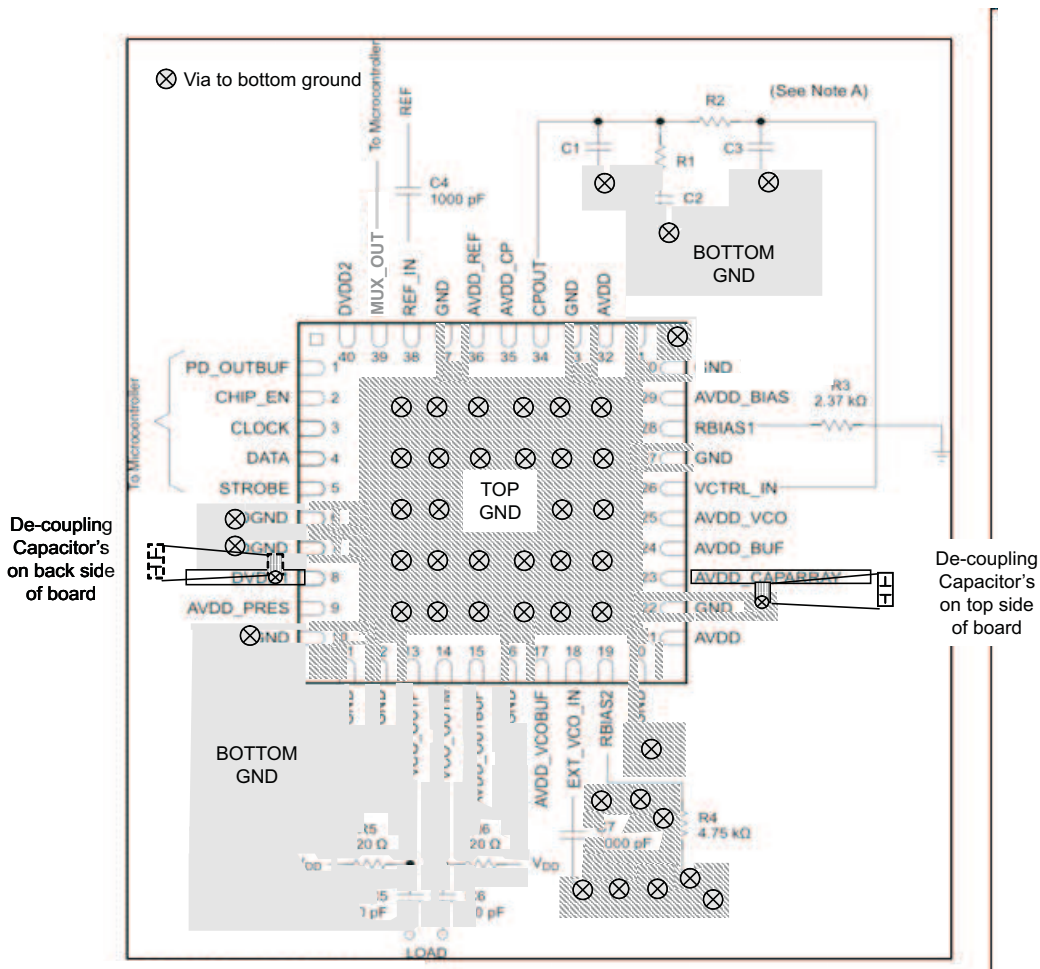 Via to bottom ground
To Microcontroller
REF
(See Note A)
R2
C1
R1
C3
C2
C4
1000 pF
BOTTOM
GND
DVDD2
MUX_OUT
REF_IN
GND
AVDD_REF
AVDD_CP
CPOUT
GND
AVDD
40
39
38
36
35
34
32
PD_OUTBUF 1
CHIP_EN 2
CLOCK 3
DATA 4
STROBE 5
To Microcontroller
8
AVDD_PRES 9
De-coupling
Capacitor's
on back side
of board
TOP
GND
29 AVDD_BIAS
28 RBIAS1
GND
26 VCTRL_IN
25 AVDD_VCO
24 AVDD_BUF
23 AVDD_CAPARRAY
22 GND
AVDD
R3
2.37 kΩ
De-coupling
Capacitor's
on top side
of board
13
14
15
17
18
19
AVDD_VCOBUF
EXT_VCO_IN
RBIAS2
BOTTOM
GND
R4
4.75 kΩ
VDD
LOAD